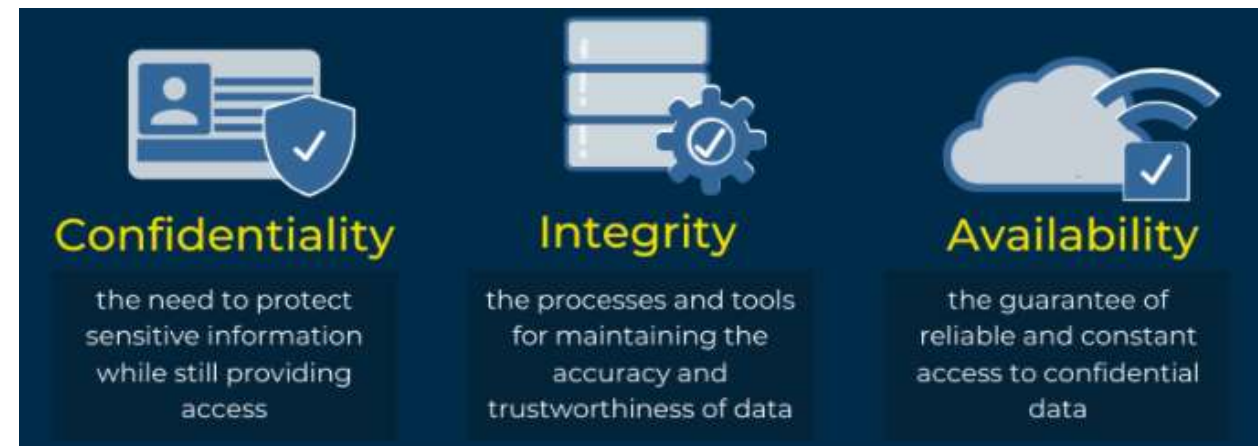 Confidentiality
the need to protect
sensitive information
while still providing
access
Integrity
the processes and tools
for maintaining the
accuracy and
trustworthiness of data
Availability
the guarantee of
reliable and constant
access to confidential
data